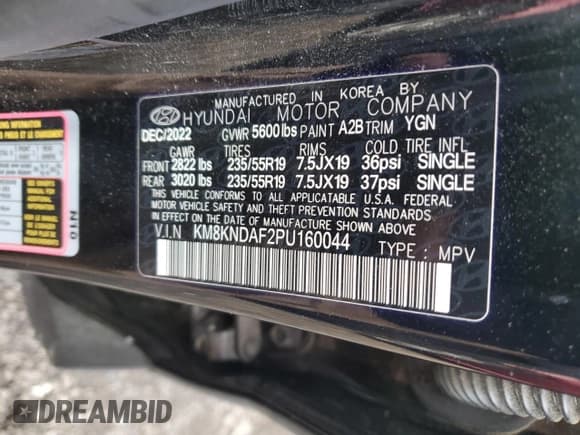 MANUFACTURED IN KOREA BY
HYUNDAI MOTOR COMPANY
DEC/2022 GVWR 5600 lbs PAINT A2B TRIM YGN
GAWR TIRES RIMS COLD TIRE INFL
FRONT 2822 lbs 235/55R19 7.5JX19 36psi SINGLE
REAR 3020 lbs 235/55R19 7.5JX19 37psi SINGLE
THIS VEHICLE CONFORMS TO ALL APPLICABLE U.S.A. FEDERAL
MOTOR VEHICLE SAFETY AND THEFT PREVENTION STANDARDS
IN EFFECT ON THE DATE OF MANUFACTURE SHOWN ABOVE
V.I.N KM8KNDAF2PU160044
TYPE : MPV
N10
DREAMBID